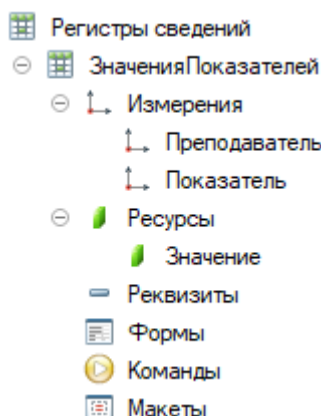 Регистры сведений
ЗначенияПоказателей
Измерения
Преподаватель
Показатель
Ресурсы
Значение
Реквизиты
Формы
Команды
Макеты